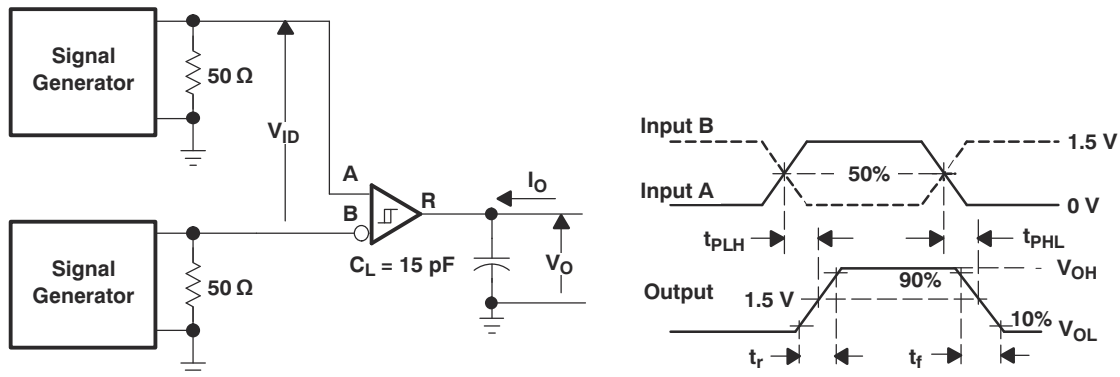 Signal
Generator
50 Ω
V_ID
A
B
R
I_O
C_L = 15 pF
V_O
Signal
Generator
50 Ω
Input B
1.5 V
50%
Input A
0 V
t_PLH
t_PHL
V_OH
90%
Output
1.5 V
10%
V_OL
t_r
t_f